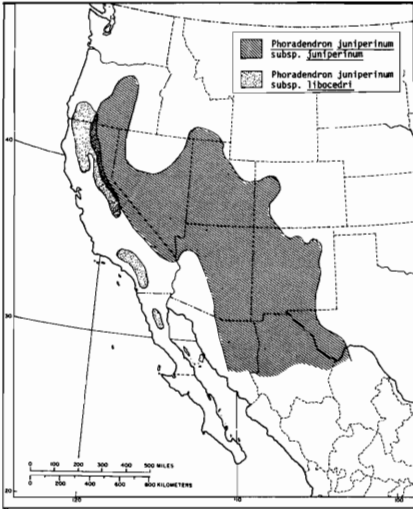 Phoradendron juniperinum
subsp. juniperinum
Phoradendron juniperinum
subsp. libocedri
40
30
20
0 100 200 300 400 500 MILES
0 200 400 600 800 KILOMETERS
120
110
100